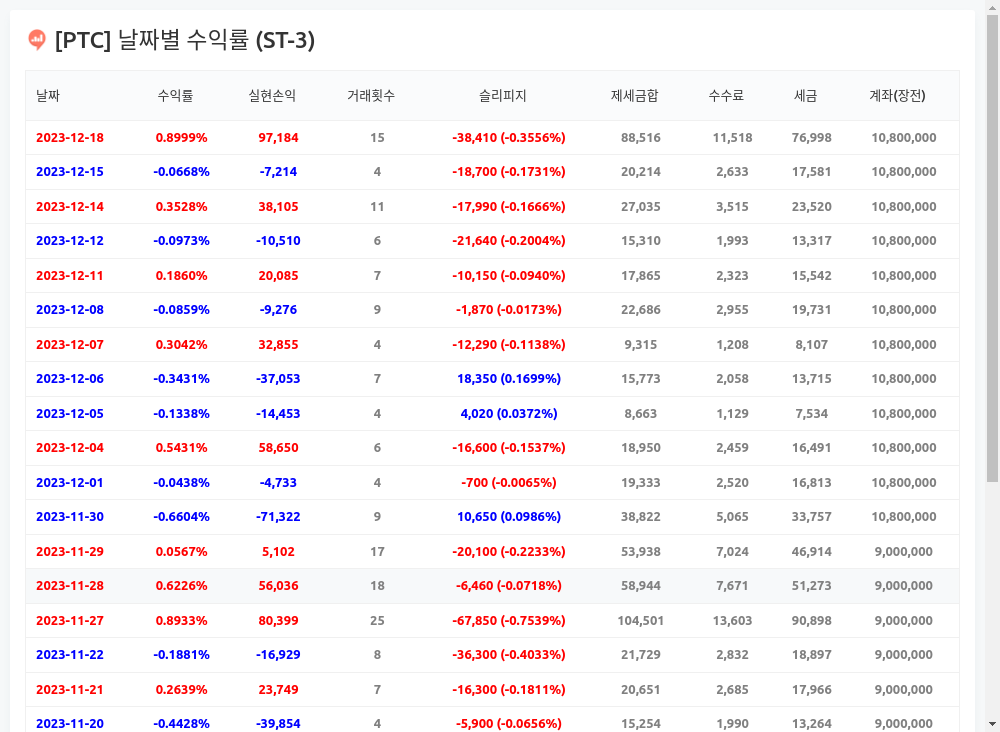 [PTC] 날짜별 수익률 (ST-3)
날짜 수익률 실현손익 거래횟수 슬리피지 제세금합 수수료 세금 계좌(장전)
2023-12-18 0.8999% 97,184 15 -38,410 (-0.3556%) 88,516 11,518 76,998 10,800,000
2023-12-15 -0.0668% -7,214 4 -18,700 (-0.1731%) 20,214 2,633 17,581 10,800,000
2023-12-14 0.3528% 38,105 11 -17,990 (-0.1666%) 27,035 3,515 23,520 10,800,000
2023-12-12 -0.0973% -10,510 6 -21,640 (-0.2004%) 15,310 1,993 13,317 10,800,000
2023-12-11 0.1860% 20,085 7 -10,150 (-0.0940%) 17,865 2,323 15,542 10,800,000
2023-12-08 -0.0859% -9,276 9 -1,870 (-0.0173%) 22,686 2,955 19,731 10,800,000
2023-12-07 0.3042% 32,855 4 -12,290 (-0.1138%) 9,315 1,208 8,107 10,800,000
2023-12-06 -0.3431% -37,053 7 18,350 (0.1699%) 15,773 2,058 13,715 10,800,000
2023-12-05 -0.1338% -14,453 4 4,020 (0.0372%) 8,663 1,129 7,534 10,800,000
2023-12-04 0.5431% 58,650 6 -16,600 (-0.1537%) 18,950 2,459 16,491 10,800,000
2023-12-01 -0.0438% -4,733 4 -700 (-0.0065%) 19,333 2,520 16,813 10,800,000
2023-11-30 -0.6604% -71,322 9 10,650 (0.0986%) 38,822 5,065 33,757 10,800,000
2023-11-29 0.0567% 5,102 17 -20,100 (-0.2233%) 53,938 7,024 46,914 9,000,000
2023-11-28 0.6226% 56,036 18 -6,460 (-0.0718%) 58,944 7,671 51,273 9,000,000
2023-11-27 0.8933% 80,399 25 -67,850 (-0.7539%) 104,501 13,603 90,898 9,000,000
2023-11-22 -0.1881% -16,929 8 -36,300 (-0.4033%) 21,729 2,832 18,897 9,000,000
2023-11-21 0.2639% 23,749 7 -16,300 (-0.1811%) 20,651 2,685 17,966 9,000,000
2023-11-20 -0.4428% -39,854 4 -5,900 (-0.0656%) 15,254 1,990 13,264 9,000,000